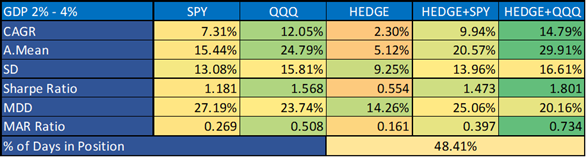 GDP 2% - 4% SPY QQQ HEDGE HEDGE+SPY HEDGE+QQQ
CAGR 7.31% 12.05% 2.30% 9.94% 14.79%
A.Mean 15.44% 24.79% 5.12% 20.57% 29.91%
SD 13.08% 15.81% 9.25% 13.96% 16.61%
Sharpe Ratio 1.181 1.568 0.554 1.473 1.801
MDD 27.19% 23.74% 14.26% 25.06% 20.16%
MAR Ratio 0.269 0.508 0.161 0.397 0.734
% of Days in Position 48.41%